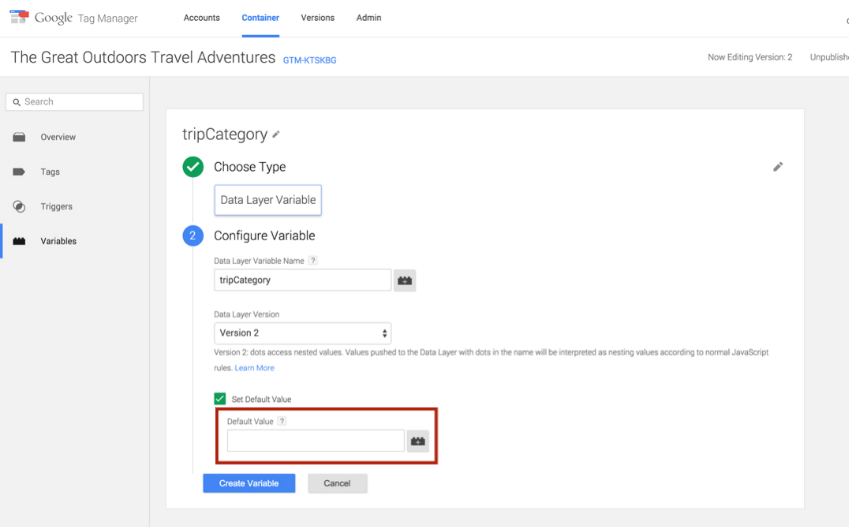 Google Tag Manager Accounts Container Versions Admin
The Great Outdoors Travel Adventures GTM-KTSKBG Now Editing Version: 2
Search
Overview
Tags
Triggers
Variables
tripCategory
Choose Type
Data Layer Variable
2 Configure Variable
Data Layer Variable Name ?
tripCategory
Data Layer Version
Version 2
Version 2: dots access nested values. Values pushed to the Data Layer with dots in the name will be interpreted as nesting values according to normal JavaScript
rules. Learn More
Set Default Value
Default Value ?
Create Variable Cancel